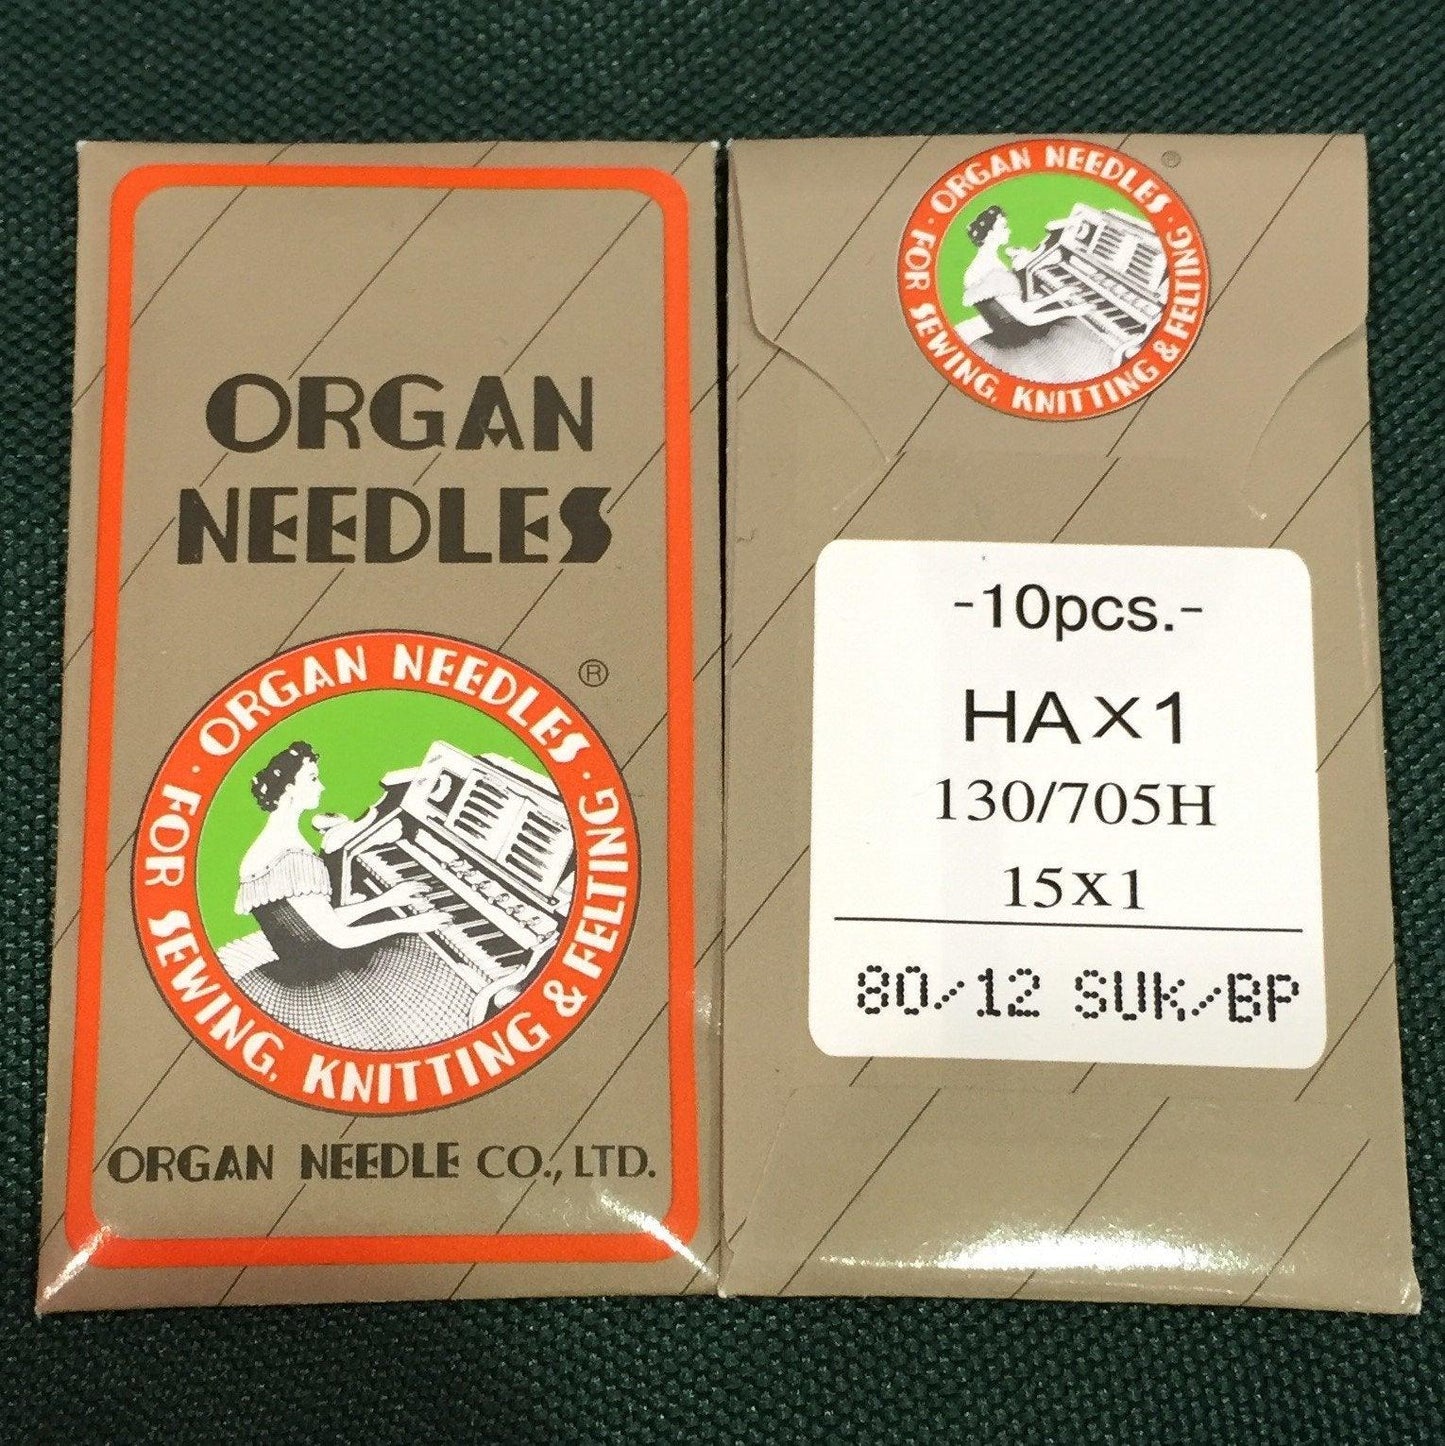 ORGAN
NEEDLES
®
· ORGAN NEEDLES ·
FOR SEWING, KNITTING & FELTING
ORGAN NEEDLE CO., LTD.
®
· ORGAN NEEDLES ·
FOR SEWING, KNITTING & FELTING
-10pcs.-
HA×1
130/705H
15x1
80/12 SUK/BP